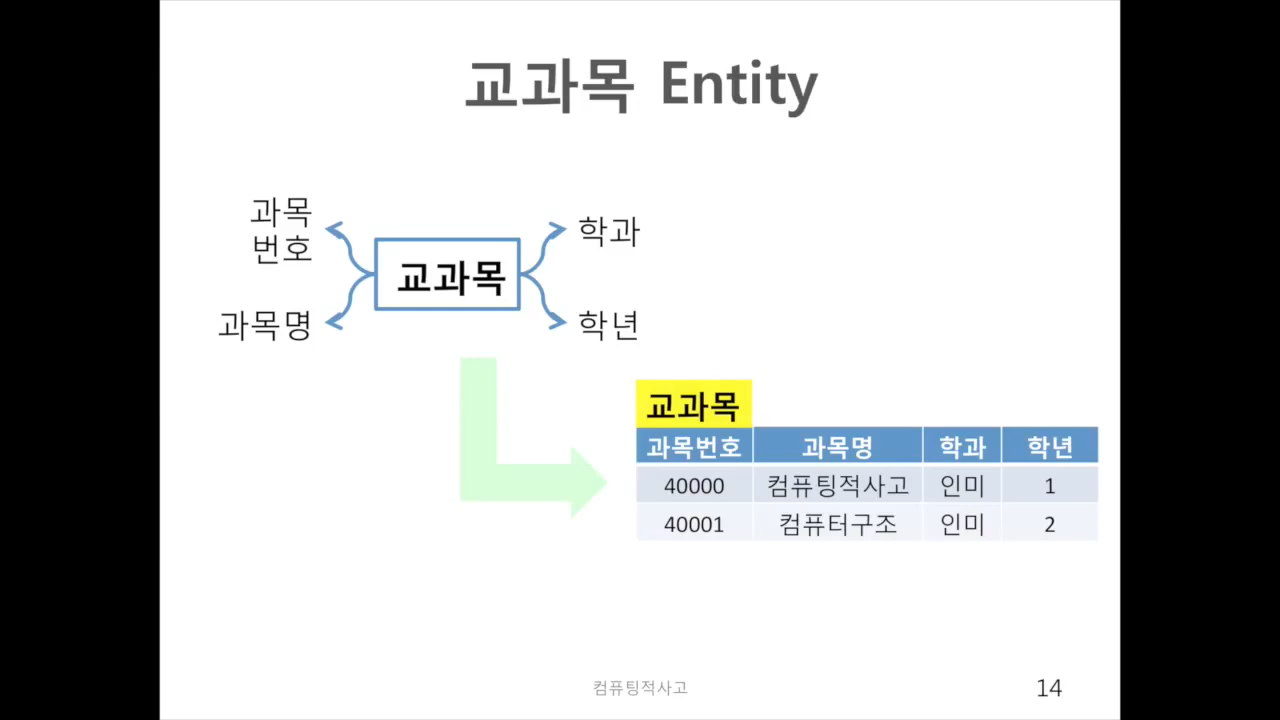 교과목 Entity
과목
번호
학과
교과목
과목명
학년
교과목
과목번호 과목명 학과 학년
40000 컴퓨팅적사고 인미 1
40001 컴퓨터구조 인미 2
컴퓨팅적사고
14